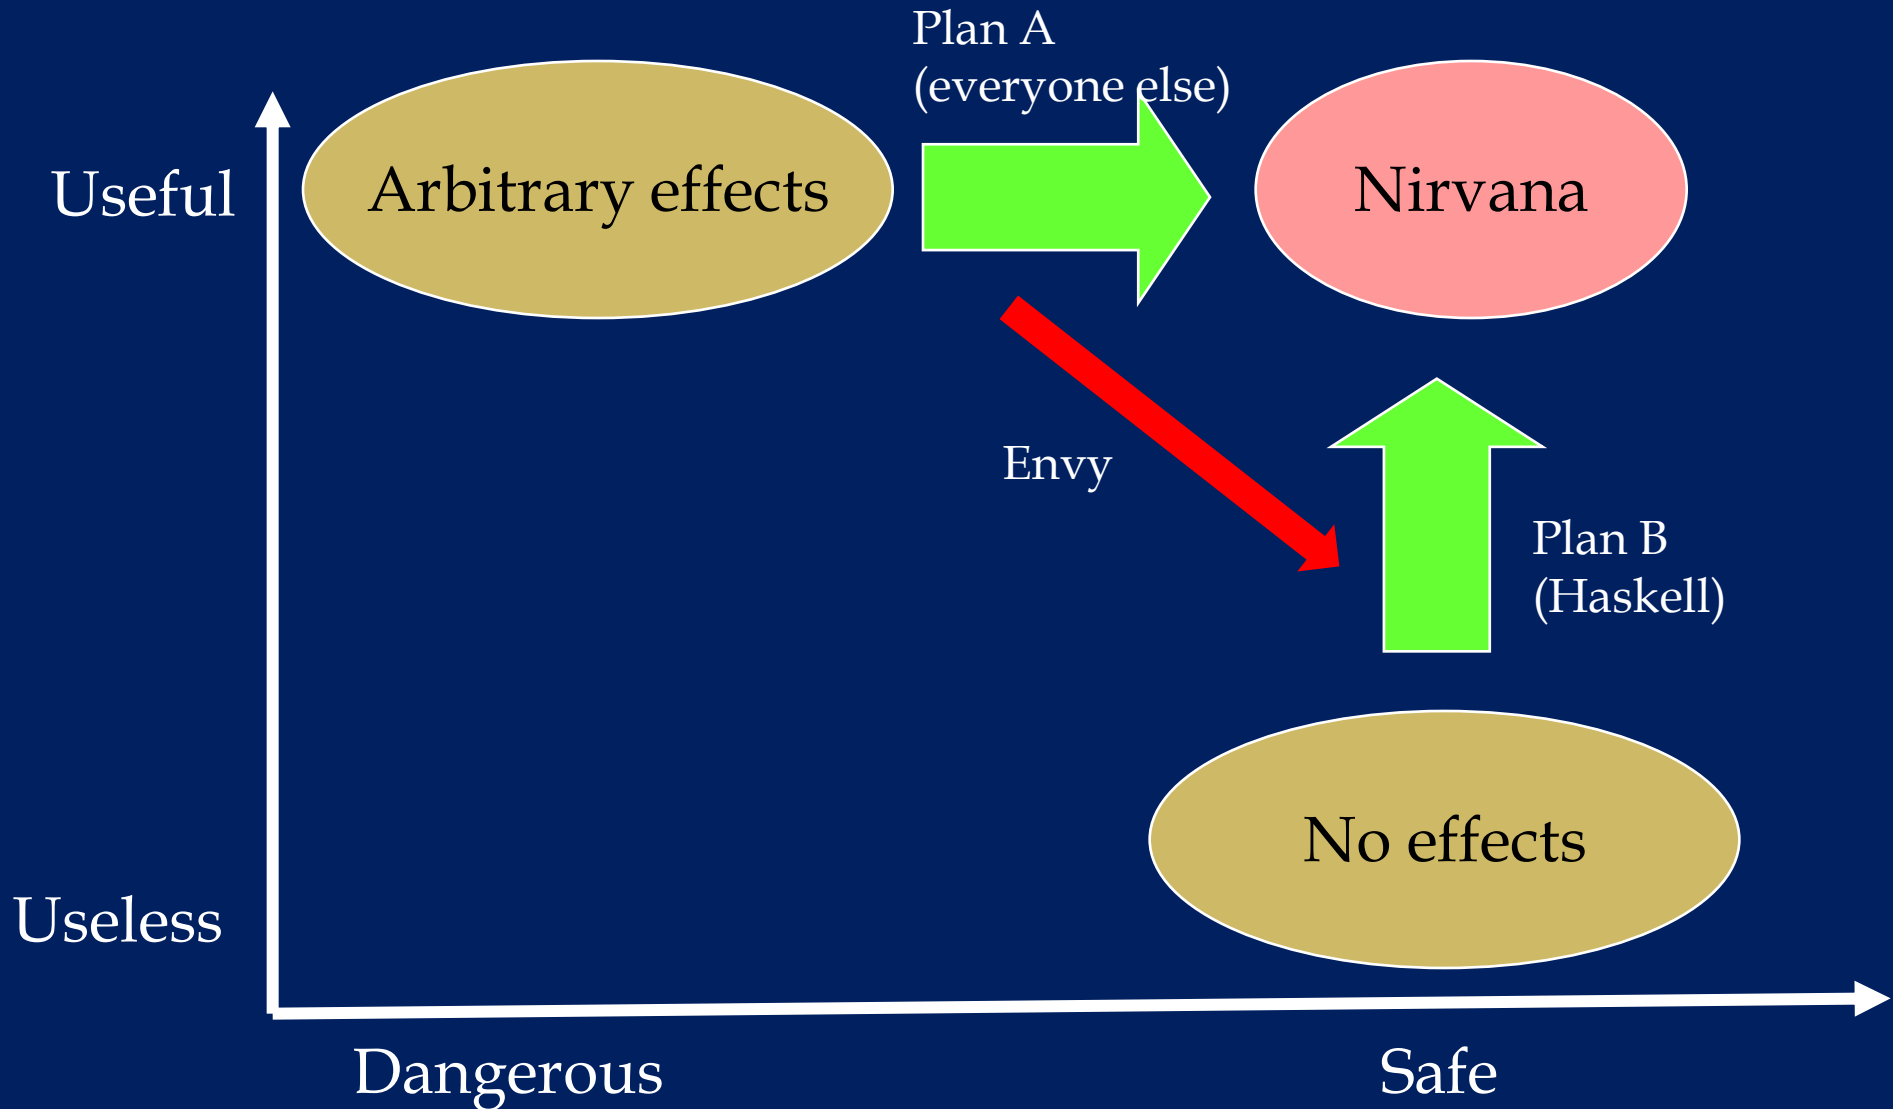 Plan A
(everyone else)
Useful
Arbitrary effects
Nirvana
Envy
Plan B
(Haskell)
No effects
Useless
Dangerous
Safe